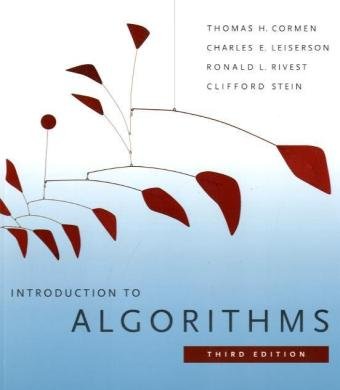 THOMAS H. CORMEN
CHARLES E. LEISERSON
RONALD L. RIVEST
CLIFFORD STEIN
INTRODUCTION TO
ALGORITHMS
THIRD EDITION